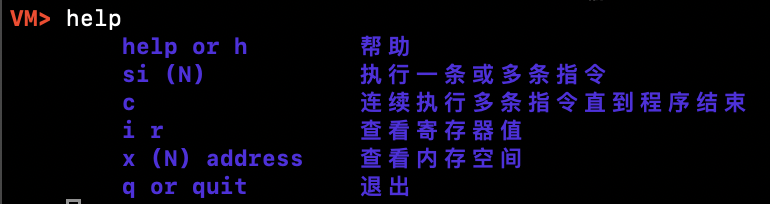 VM> help
help or h 帮助
si (N) 执行一条或多条指令
c 连续执行多条指令直到程序结束
i r 查看寄存器值
x (N) address 查看内存空间
q or quit 退出